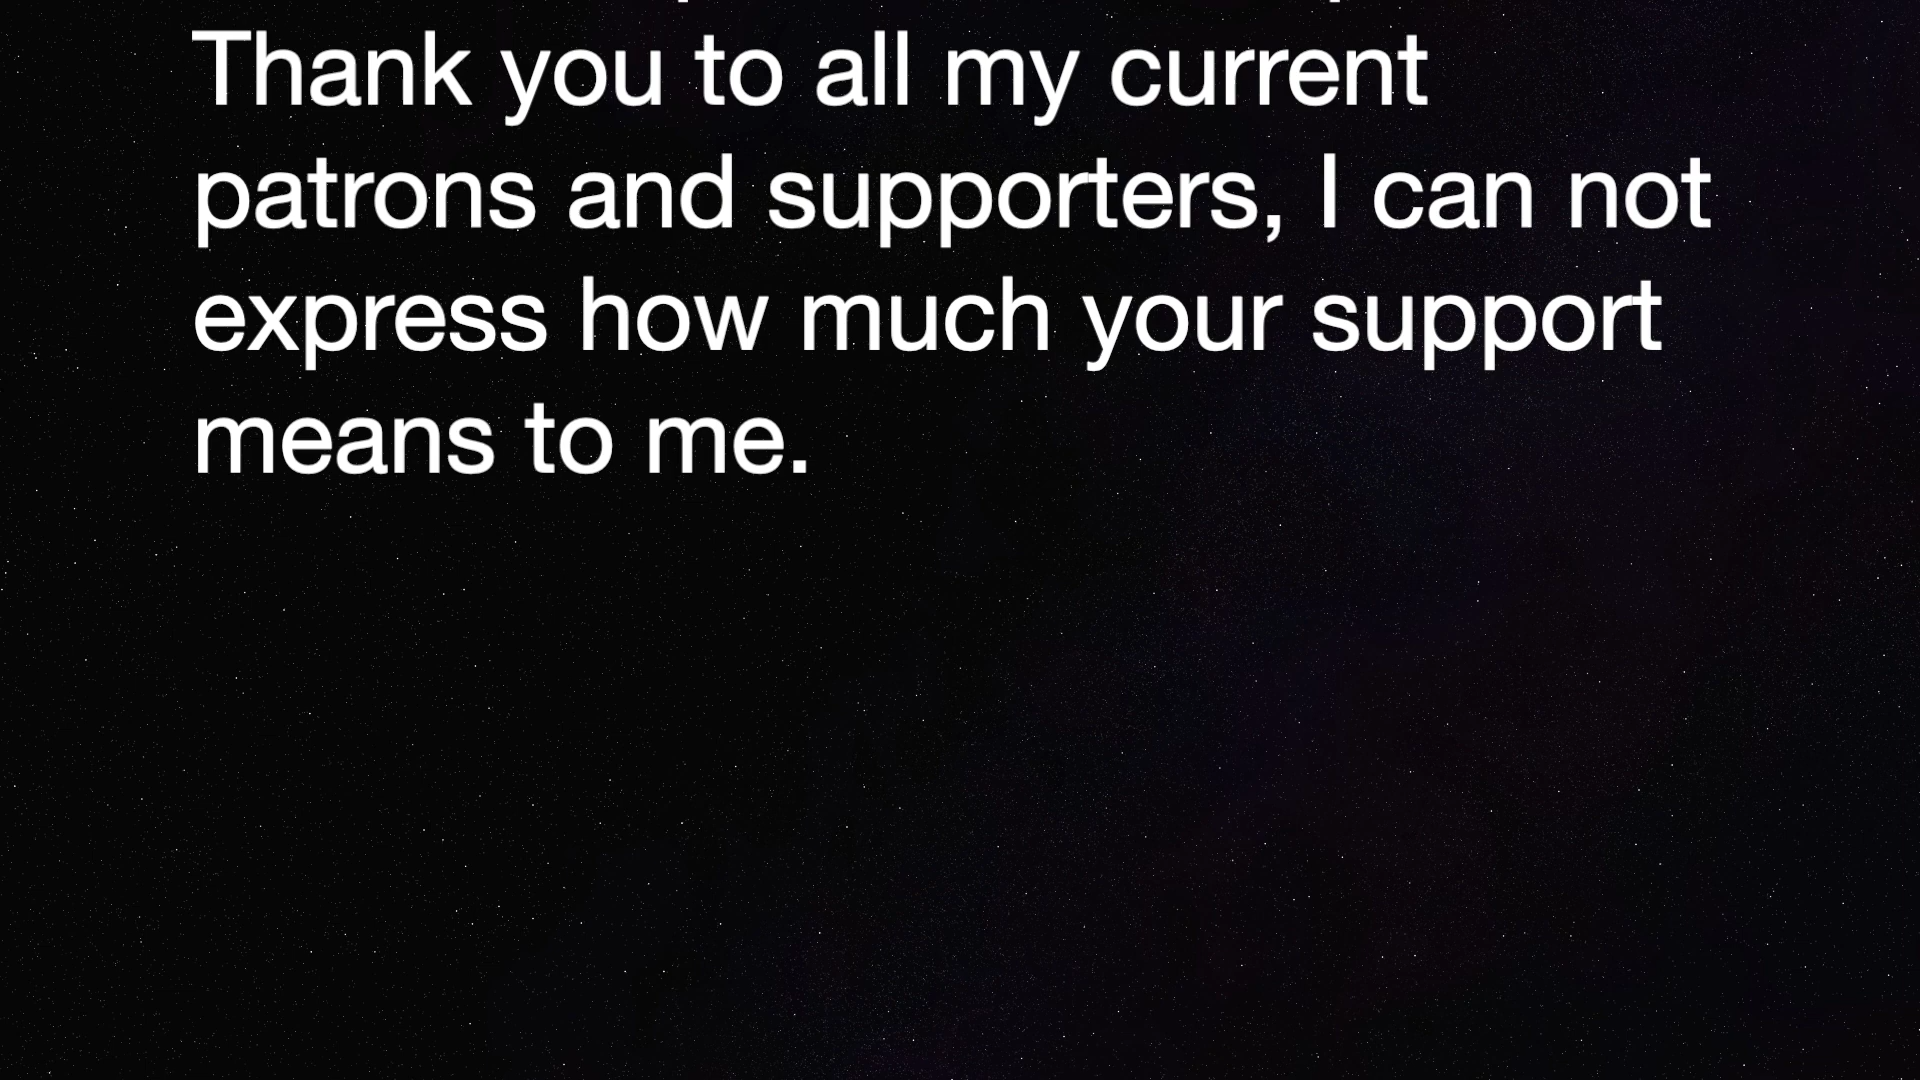 Thank you to all my current
patrons and supporters, I can not
express how much your support
means to me.